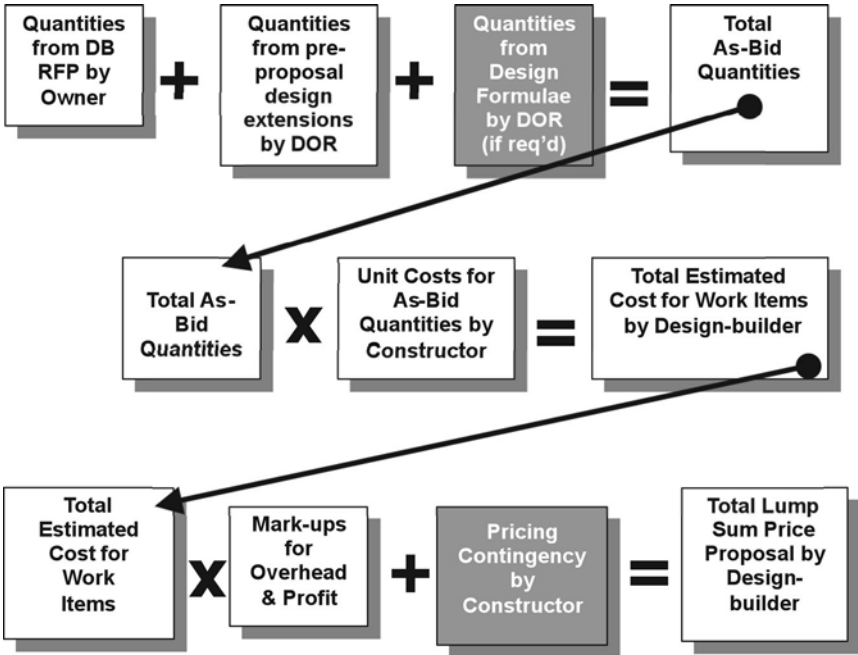 Quantities
from DB
RFP by
Owner
+
Quantities
from pre-
proposal
design
extensions
by DOR
+
Quantities
from
Design
Formulae
by DOR
(if req'd)
=
Total
As-Bid
Quantities
Total As-
Bid
Quantities
x
Unit Costs for
As-Bid
Quantities by
Constructor
=
Total Estimated
Cost for Work Items
by Design-builder
Total
Estimated
Cost for
Work
Items
x
Mark-ups
for
Overhead
& Profit
+
Pricing
Contingency
by
Constructor
=
Total Lump
Sum Price
Proposal by
Design-
builder